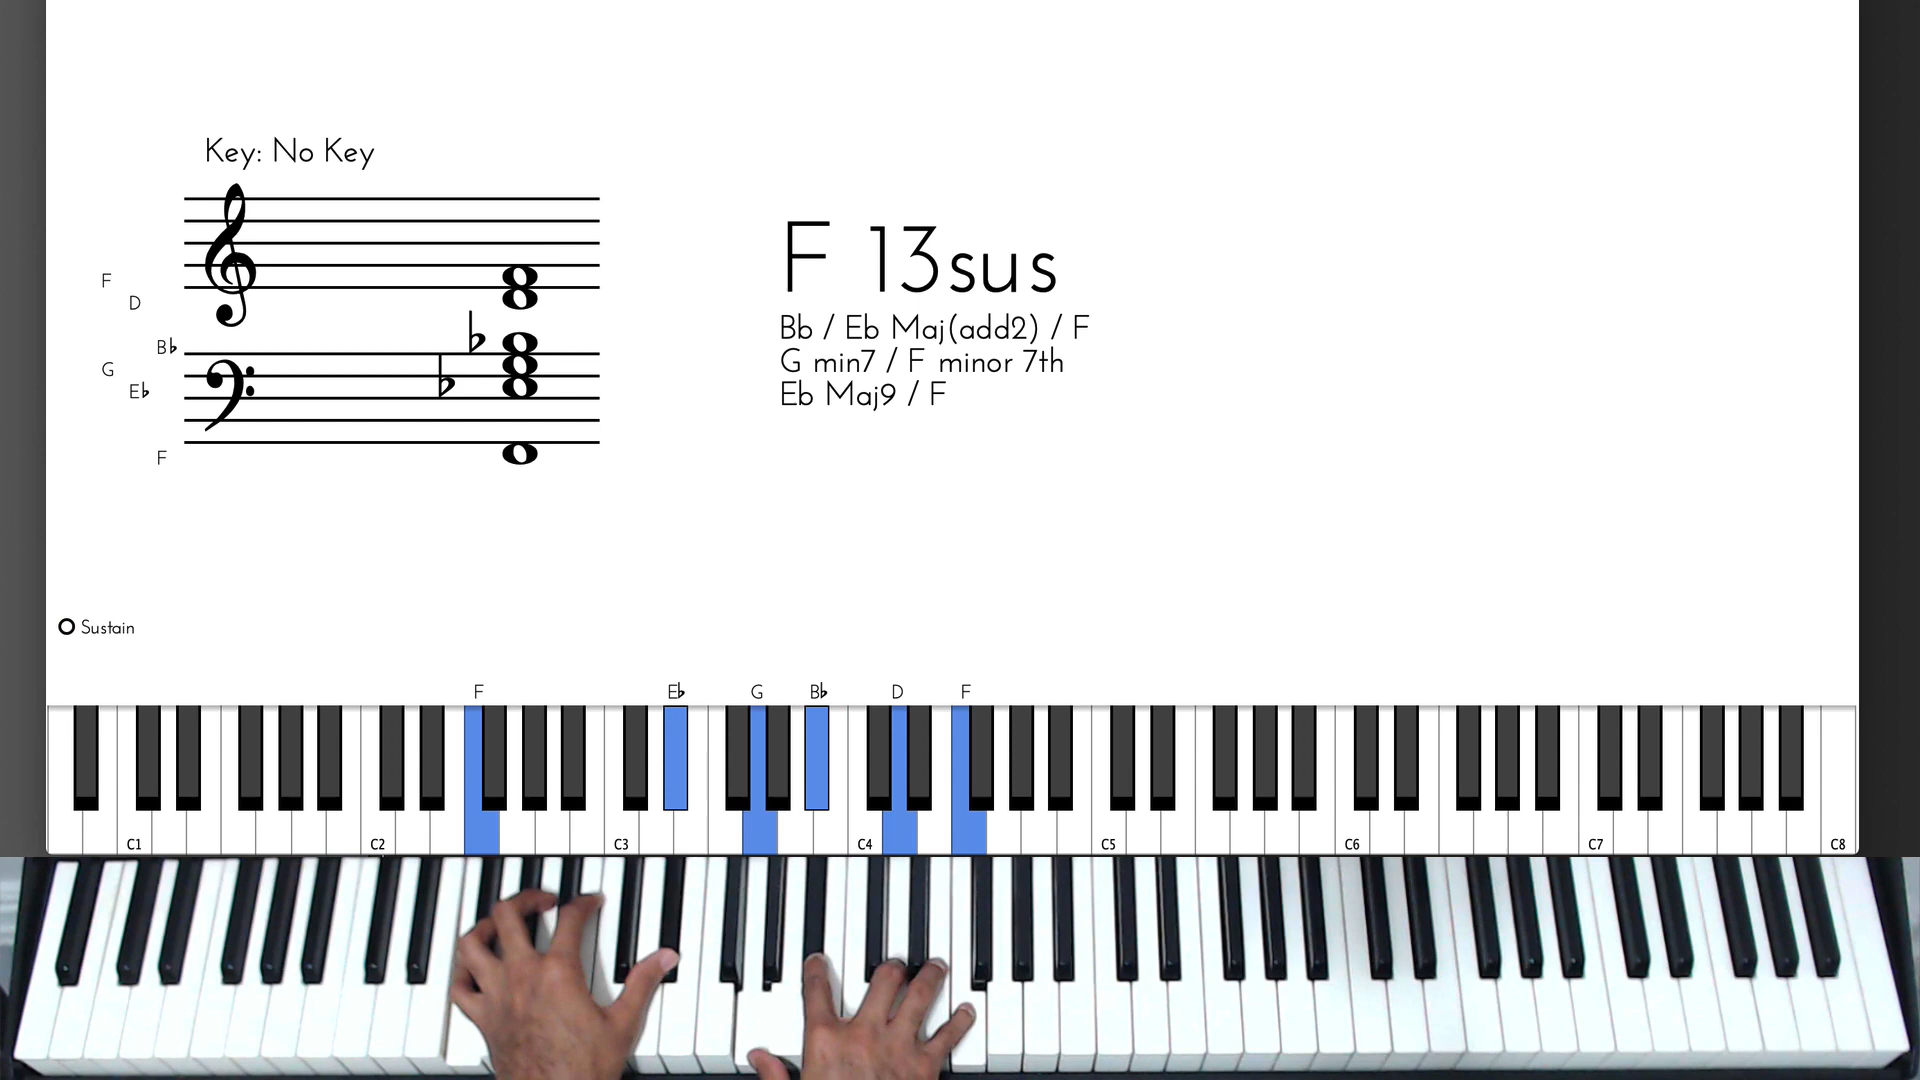 Key: No Key
F
D
B♭
G
E♭
F
F 13sus
Bb / Eb Maj(add2) / F
G min7 / F minor 7th
Eb Maj9 / F
Sustain
F E♭ G B♭ D F
C1 C2 C3 C4 C5 C6 C7 C8